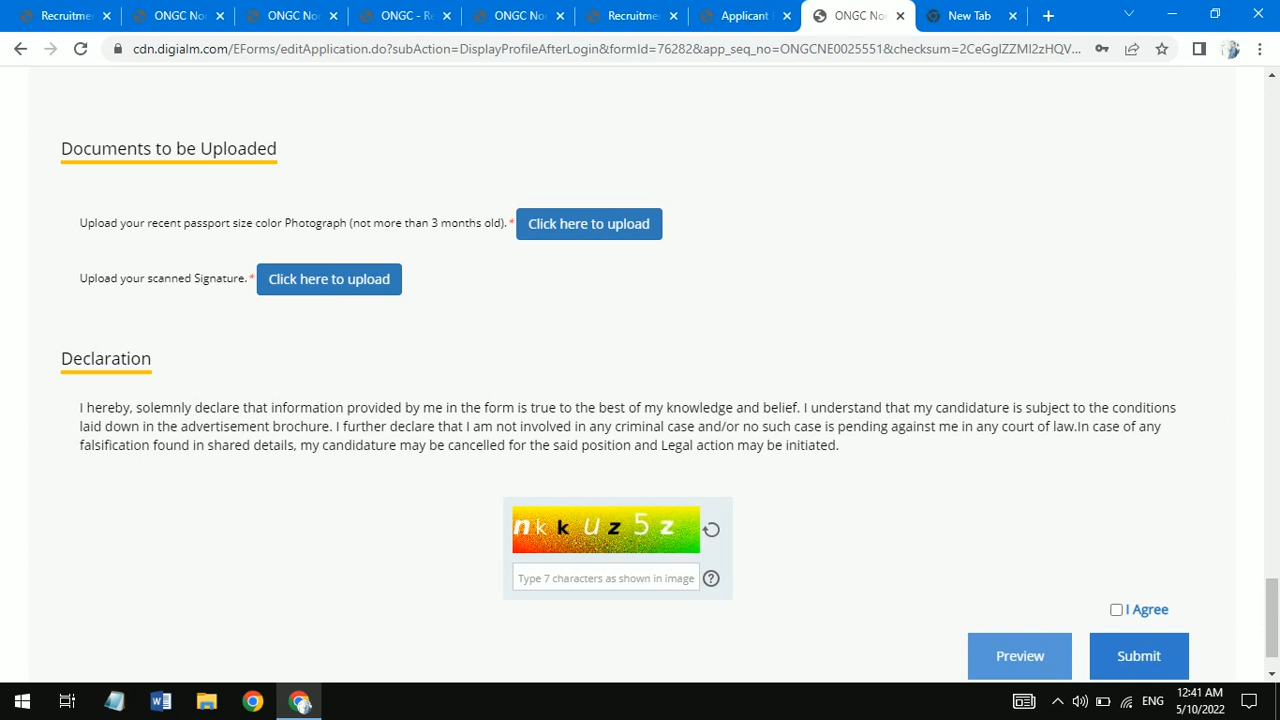 Recruitmer
ONGC No
ONGC No
ONGC - Re
ONGC No
Recruitme
Applicant
ONGC No
New Tab
cdn.digialm.com/EForms/editApplication.do?subAction=DisplayProfileAfterLogin&formId=76282&app_seq_no=ONGCNE0025551&checksum=2CeGgIZZMI2zHQV...
Documents to be Uploaded
Upload your recent passport size color Photograph (not more than 3 months old).* Click here to upload
Upload your scanned Signature.* Click here to upload
Declaration
I hereby, solemnly declare that information provided by me in the form is true to the best of my knowledge and belief. I understand that my candidature is subject to the conditions
laid down in the advertisement brochure. I further declare that I am not involved in any criminal case and/or no such case is pending against me in any court of law.In case of any
falsification found in shared details, my candidature may be cancelled for the said position and Legal action may be initiated.
nkkuz5z
Type 7 characters as shown in image
I Agree
Preview Submit
ENG
12:41 AM
5/10/2022